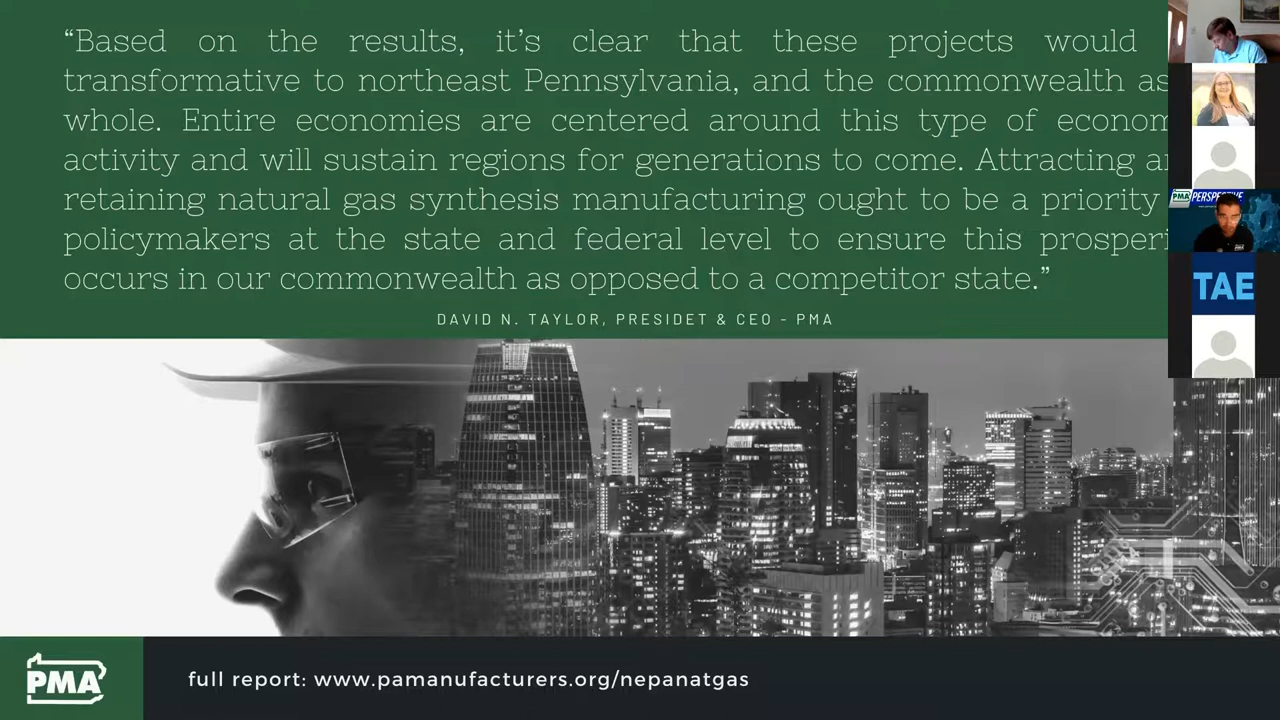 “Based on the results, it’s clear that these projects would
transformative to northeast Pennsylvania, and the commonwealth as
whole. Entire economies are centered around this type of econom
activity and will sustain regions for generations to come. Attracting
retaining natural gas synthesis manufacturing ought to be a priority
policymakers at the state and federal level to ensure this prosperi
occurs in our commonwealth as opposed to a competitor state.”
DAVID N. TAYLOR, PRESIDET & CEO - PMA
PMA PERSPECTIVE
TAE
PMA
full report: www.pamanufacturers.org/nepanatgas